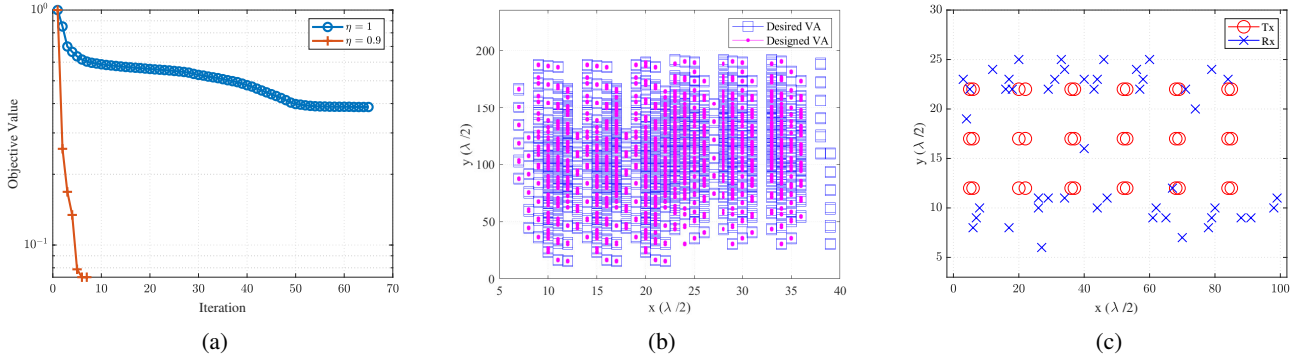 10⁰
10⁻¹
Objective Value
0 10 20 30 40 50 60 70
Iteration
η = 1
η = 0.9
(a)
200
150
100
50
0
y (λ/2)
5 10 15 20 25 30 35 40
x (λ/2)
Desired VA
Designed VA
(b)
30
25
20
15
10
5
y (λ/2)
0 20 40 60 80 100
x (λ/2)
Tx
Rx
(c)